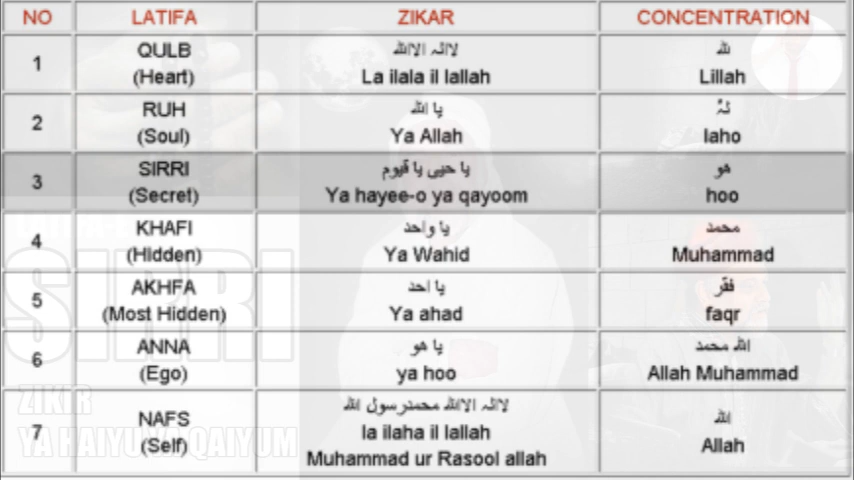 NO LATIFA ZIKAR CONCENTRATION
1 QULB (Heart) لاالہ الااللہ La ilala il lallah للہ Lillah
2 RUH (Soul) یا اللہ Ya Allah لہُ laho
3 SIRRI (Secret) یا حیی یا قیوم Ya hayee-o ya qayoom ھو hoo
4 KHAFI (Hidden) یا واحد Ya Wahid محمد Muhammad
5 AKHFA (Most Hidden) یا احد Ya ahad فقر faqr
6 ANNA (Ego) یا ھو ya hoo اللہ محمد Allah Muhammad
7 NAFS (Self) لاالہ الااللہ محمدرسول اللہ la ilaha il lallah Muhammad ur Rasool allah اللہ Allah
SIRRI
ZIKIR
YA HAIYU YA QAIYUM